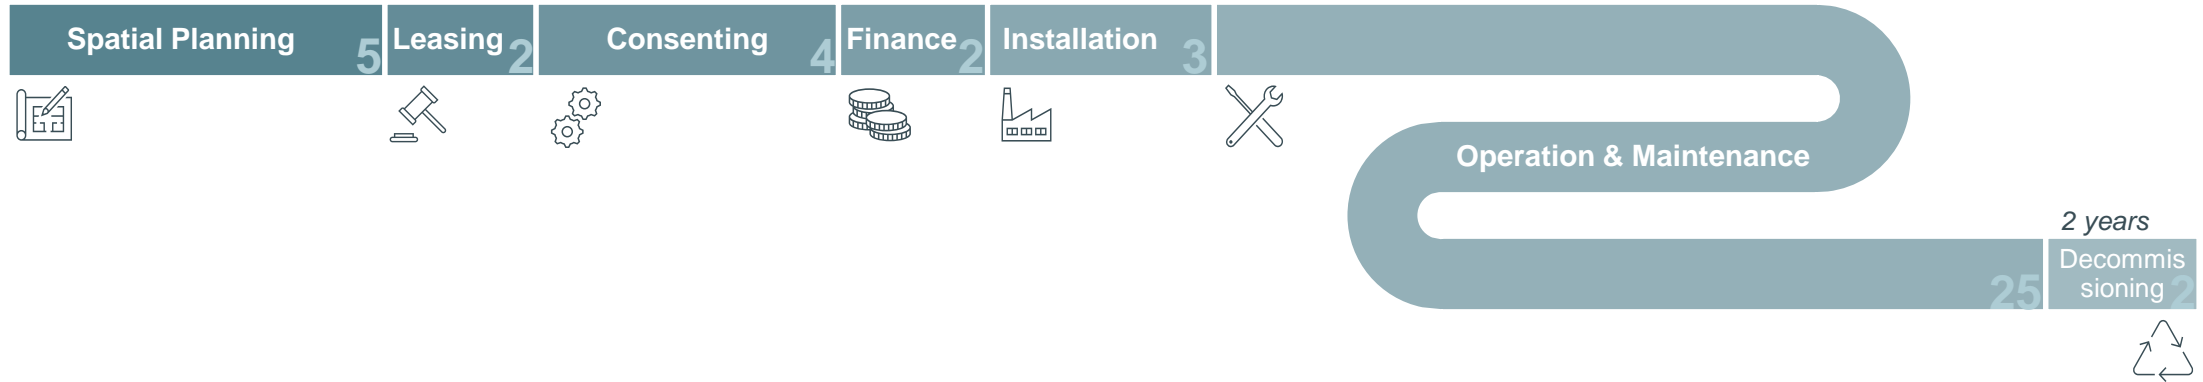 Spatial Planning 5
Leasing 2
Consenting 4
Finance 2
Installation 3
Operation & Maintenance
25
2 years
Decommis
sioning 2